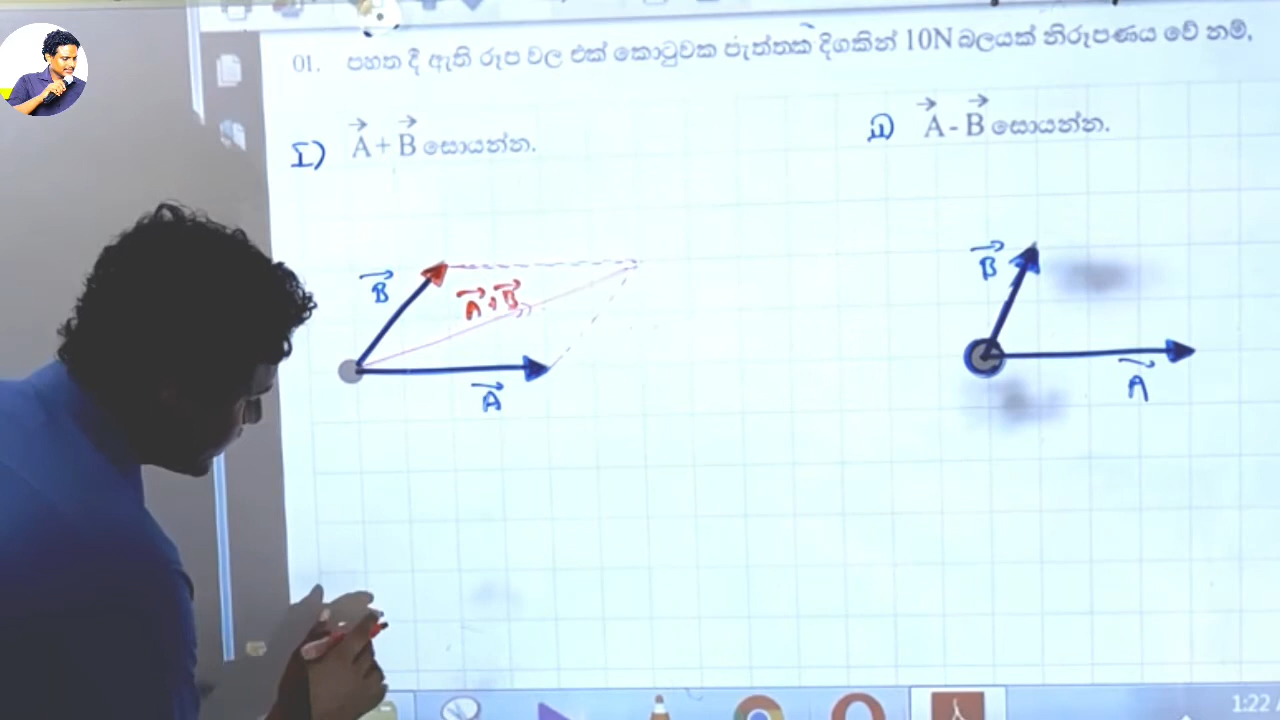 01. පහත දී ඇති රූප වල එක් කොටුවක පැත්තක දිගකින් 10N බලයක් නිරූපණය වේ නම්,
I) A + B සොයන්න.
II) A - B සොයන්න.
B
A+B
A
B
A
1:22